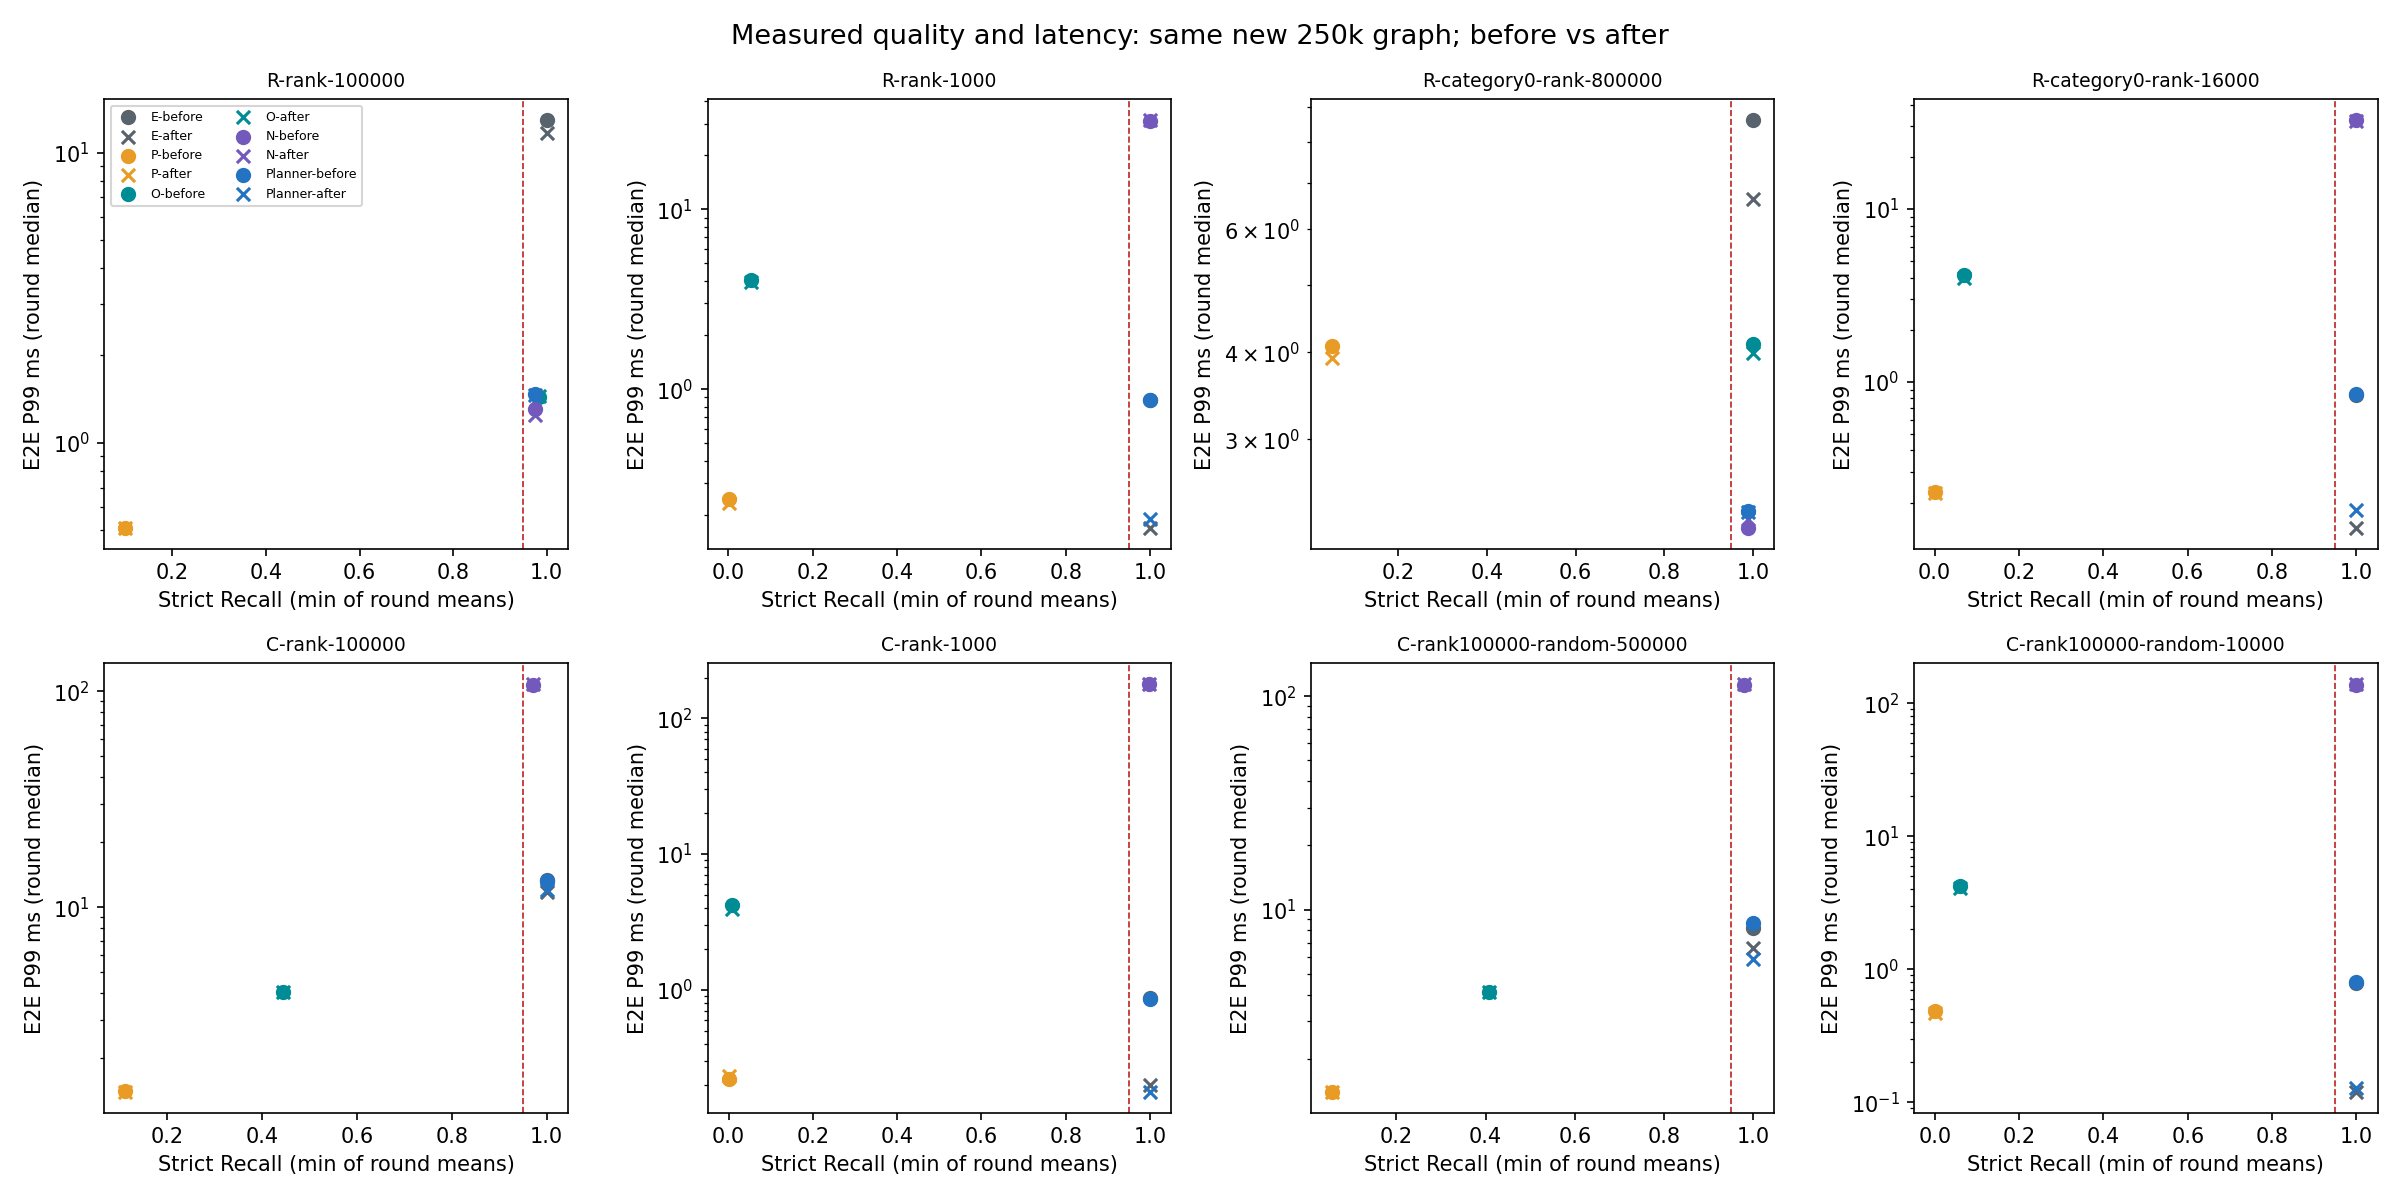 Measured quality and latency: same new 250k graph; before vs after
R-rank-100000
E-before
E-after
P-before
P-after
O-before
O-after
N-before
N-after
Planner-before
Planner-after
10^1
10^0
E2E P99 ms (round median)
0.2 0.4 0.6 0.8 1.0
Strict Recall (min of round means)
R-rank-1000
10^1
10^0
E2E P99 ms (round median)
0.0 0.2 0.4 0.6 0.8 1.0
Strict Recall (min of round means)
R-category0-rank-800000
6 × 10^0
4 × 10^0
3 × 10^0
E2E P99 ms (round median)
0.2 0.4 0.6 0.8 1.0
Strict Recall (min of round means)
R-category0-rank-16000
10^1
10^0
E2E P99 ms (round median)
0.0 0.2 0.4 0.6 0.8 1.0
Strict Recall (min of round means)
C-rank-100000
10^2
10^1
E2E P99 ms (round median)
0.2 0.4 0.6 0.8 1.0
Strict Recall (min of round means)
C-rank-1000
10^2
10^1
10^0
E2E P99 ms (round median)
0.0 0.2 0.4 0.6 0.8 1.0
Strict Recall (min of round means)
C-rank100000-random-500000
10^2
10^1
E2E P99 ms (round median)
0.2 0.4 0.6 0.8 1.0
Strict Recall (min of round means)
C-rank100000-random-10000
10^2
10^1
10^0
10^−1
E2E P99 ms (round median)
0.0 0.2 0.4 0.6 0.8 1.0
Strict Recall (min of round means)